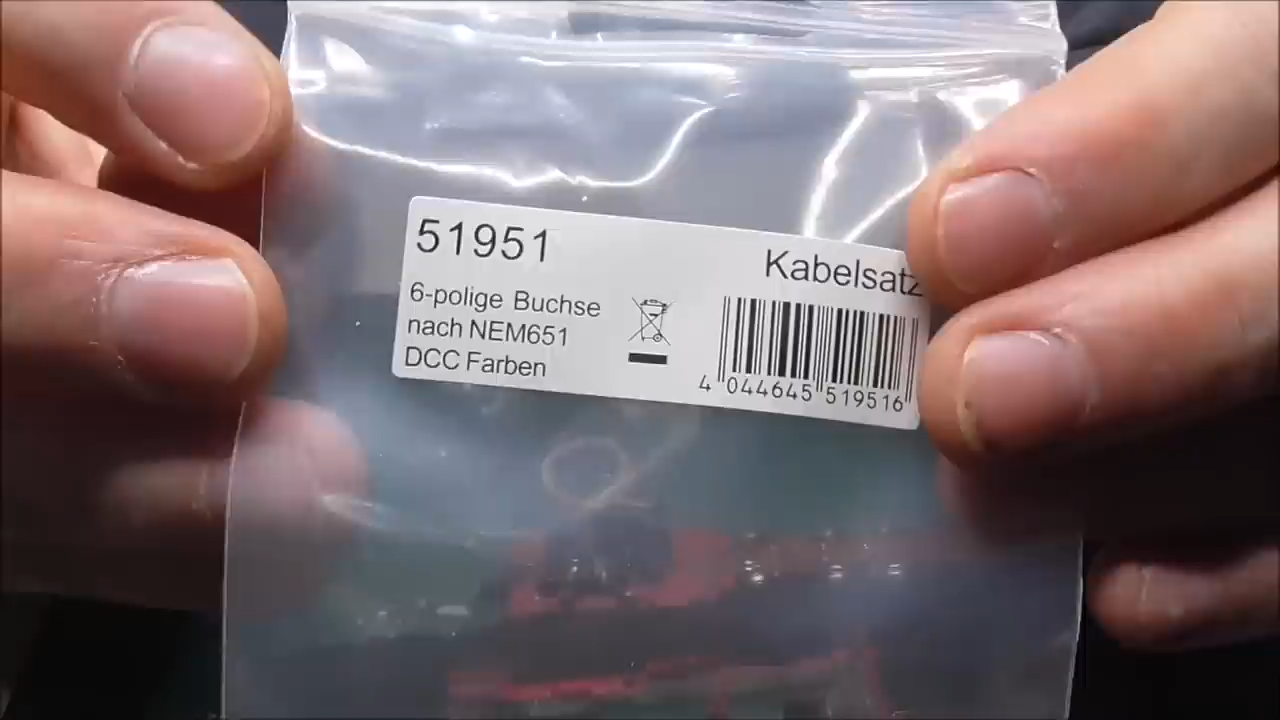 51951
Kabelsatz
6-polige Buchse
nach NEM651
DCC Farben
4 044645 519516